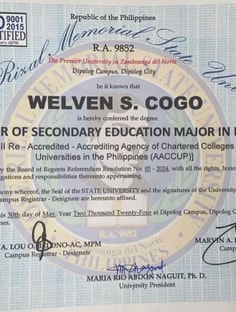 9001
2015
CERTIFIED
Republic of the Philippines
Rizal Memorial State Uni
R.A. 9852
The Premier University in Zamboanga del Norte
Dipolog Campus, Dipolog City
be it known that
WELVEN S. COGO
is hereby conferred the degree
R OF SECONDARY EDUCATION MAJOR IN
II Re - Accredited - Accrediting Agency of Chartered Colleges
Universities in the Philippines (AACCUP)]
by the Board of Regents Referendum Resolution No. 05 - 2024, with all the rights, hono
igations and responsibilities thereunto appertaining.
ony whereof, the Seal of the STATE UNIVERSITY and the signatures of the University
Campus Registrar - Designate are hereunto affixed.
is 30th day of May, Year Two Thousand Twenty-Four at Dipolog Campus, Dipolog C
A. LOU O ONO-AC, MPM
MARVIN A.
Campus Registrar - Designate
Camp
R.A. 9852
MARIA RIO ABDON NAGUIT, Ph. D.
University President